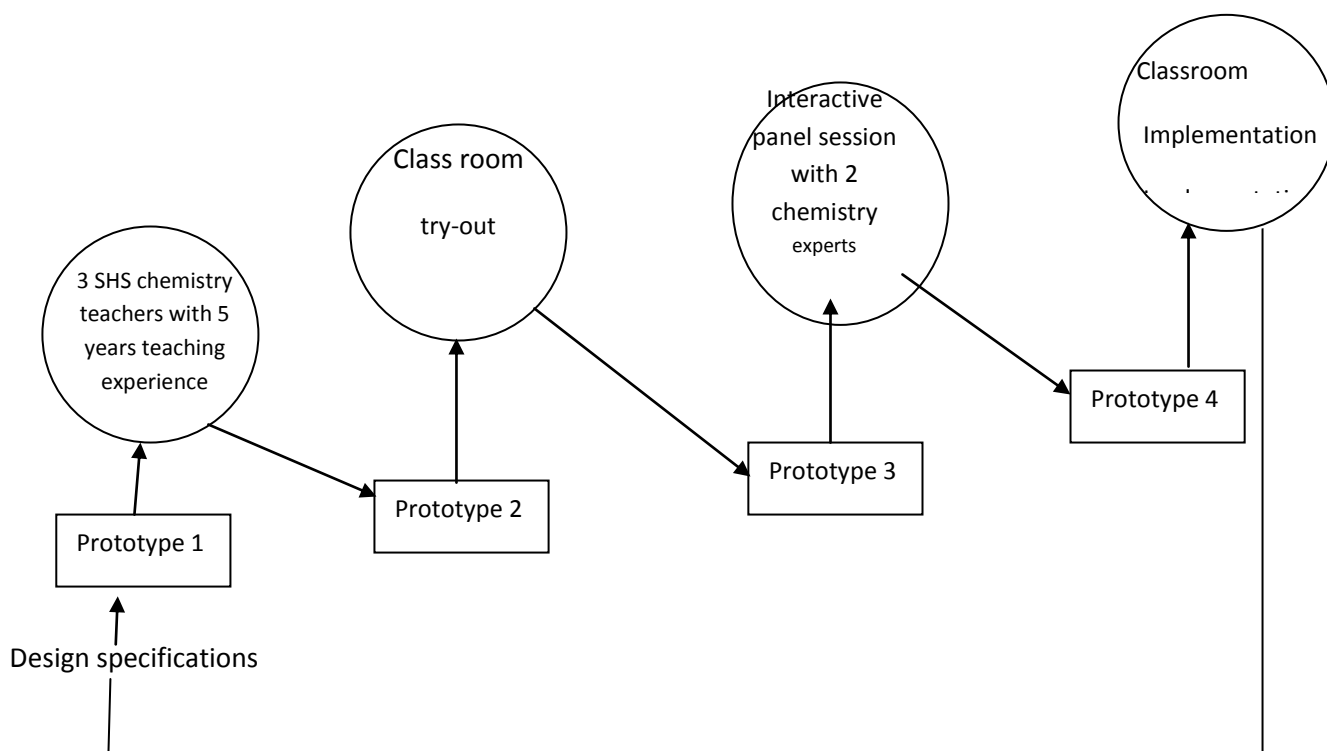 Classroom
Implementation
Interactive
panel session
with 2
chemistry
experts
Class room
try-out
3 SHS chemistry
teachers with 5
years teaching
experience
Prototype 4
Prototype 3
Prototype 2
Prototype 1
Design specifications